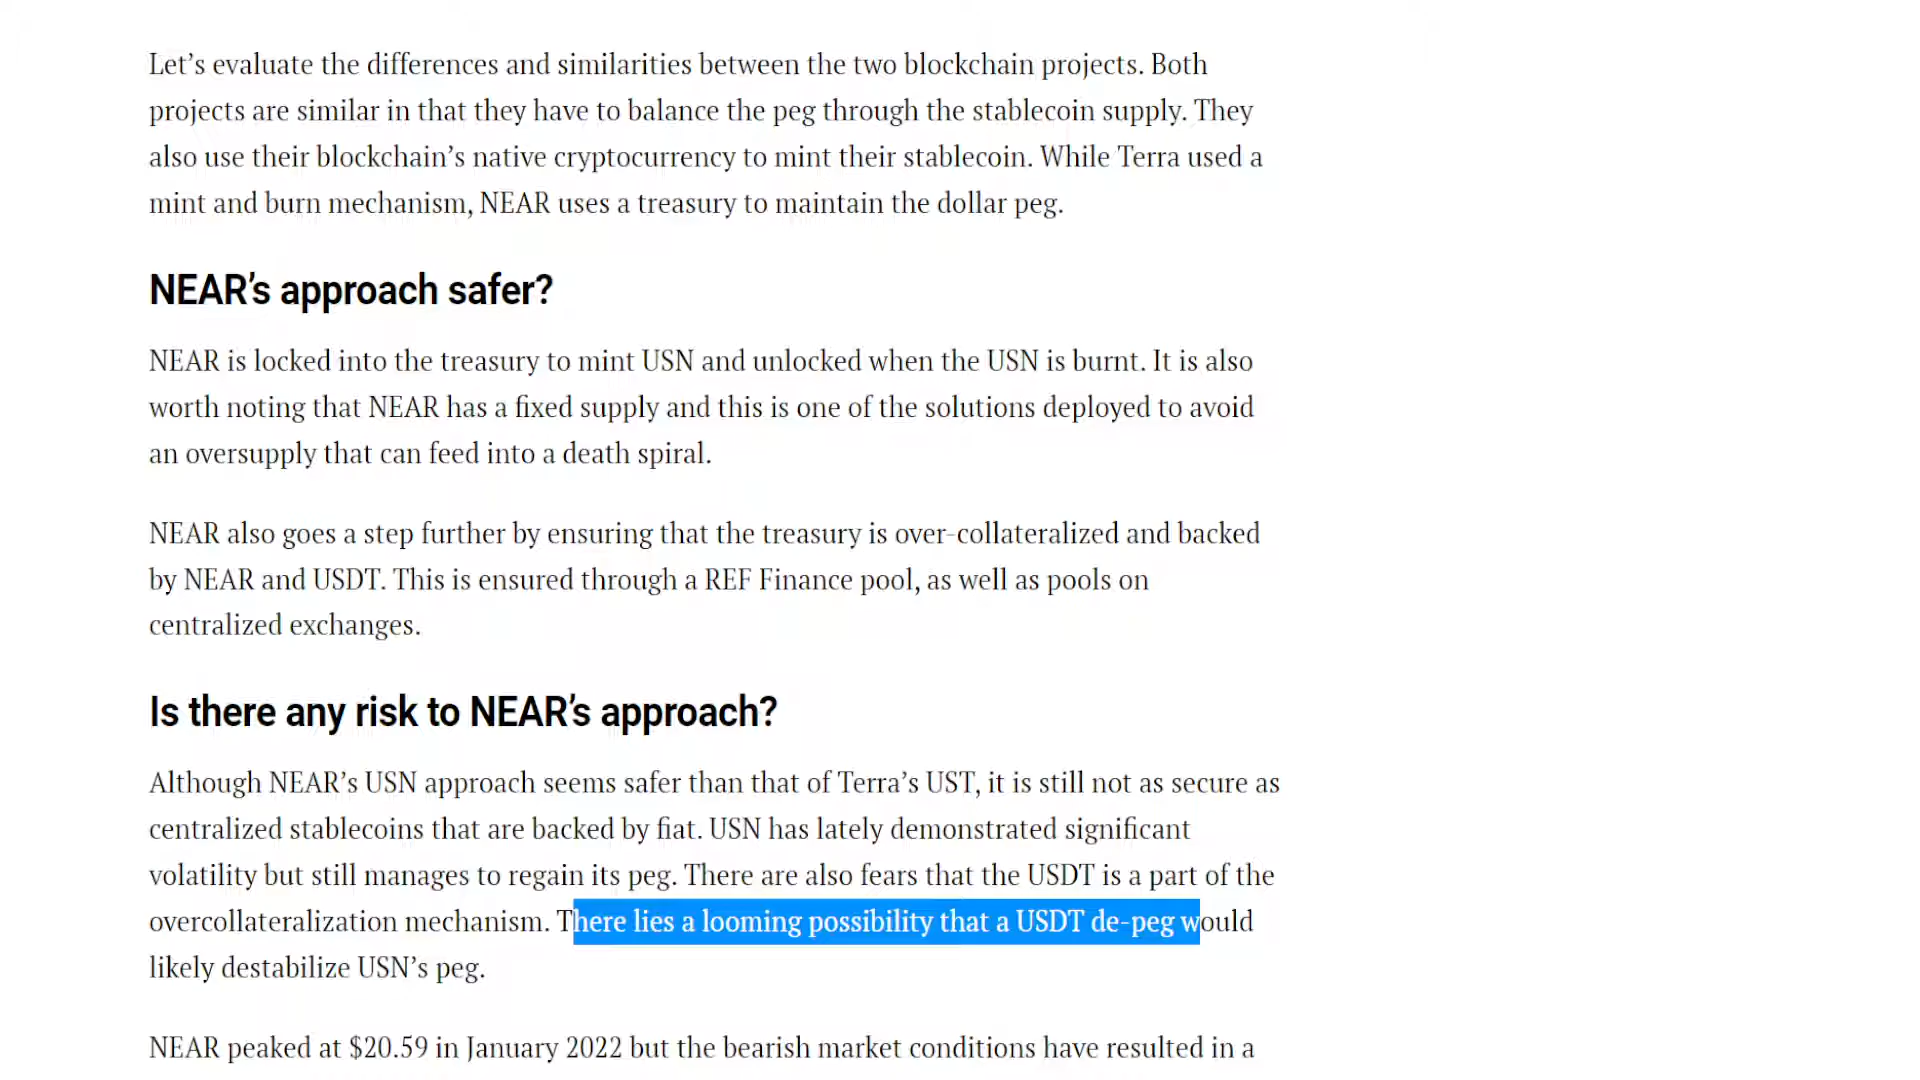 Let’s evaluate the differences and similarities between the two blockchain projects. Both
projects are similar in that they have to balance the peg through the stablecoin supply. They
also use their blockchain’s native cryptocurrency to mint their stablecoin. While Terra used a
mint and burn mechanism, NEAR uses a treasury to maintain the dollar peg.
NEAR’s approach safer?
NEAR is locked into the treasury to mint USN and unlocked when the USN is burnt. It is also
worth noting that NEAR has a fixed supply and this is one of the solutions deployed to avoid
an oversupply that can feed into a death spiral.
NEAR also goes a step further by ensuring that the treasury is over-collateralized and backed
by NEAR and USDT. This is ensured through a REF Finance pool, as well as pools on
centralized exchanges.
Is there any risk to NEAR’s approach?
Although NEAR’s USN approach seems safer than that of Terra’s UST, it is still not as secure as
centralized stablecoins that are backed by fiat. USN has lately demonstrated significant
volatility but still manages to regain its peg. There are also fears that the USDT is a part of the
overcollateralization mechanism. There lies a looming possibility that a USDT de-peg would
likely destabilize USN’s peg.
NEAR peaked at $20.59 in January 2022 but the bearish market conditions have resulted in a